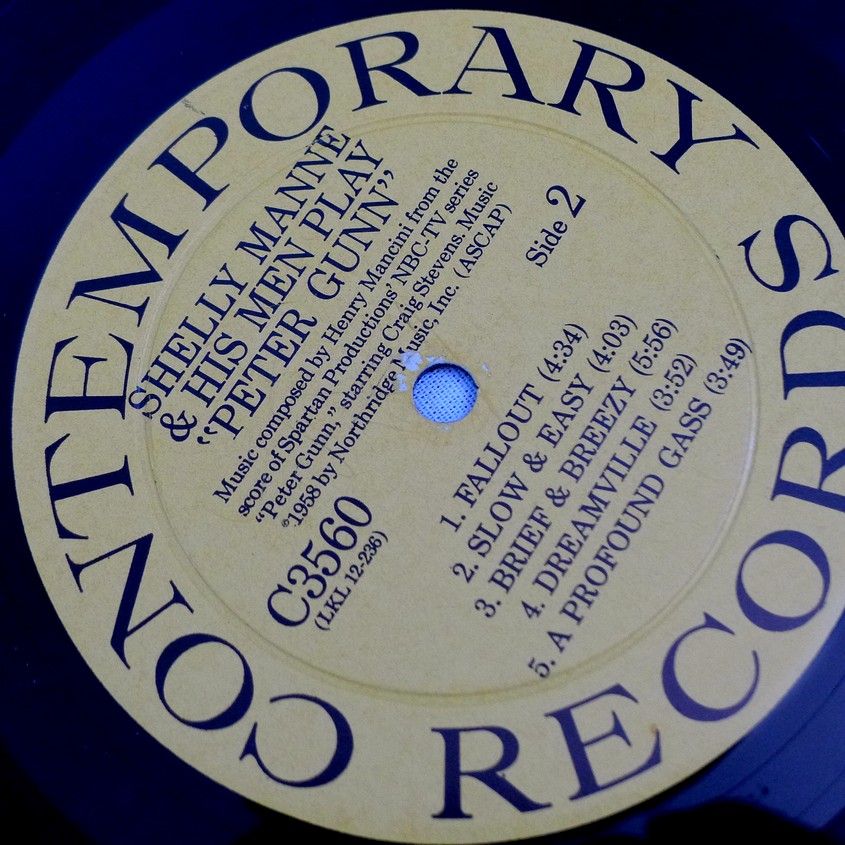 CONTEMPORARY RECORDS
SHELLY MANNE
& HIS MEN PLAY
“PETER GUNN”
Music composed by Henry Mancini from the
score of Spartan Productions’ NBC-TV series
“Peter Gunn,” starring Craig Stevens. Music
©1958 by Northridge Music, Inc. (ASCAP)
Side 2
C3560
(LKL 12-236)
1. FALLOUT (4:34)
2. SLOW & EASY (4:03)
3. BRIEF & BREEZY (5:56)
4. DREAMVILLE (3:52)
5. A PROFOUND GASS (3:49)